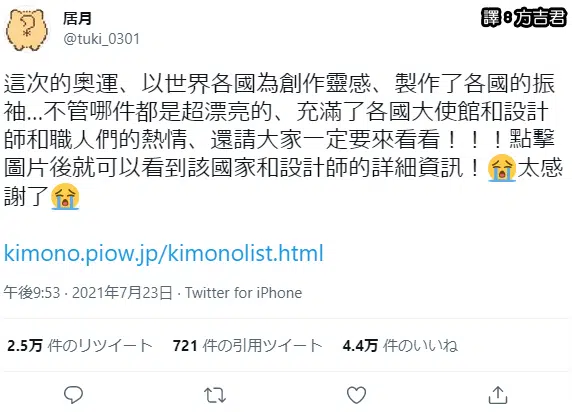 居月
譯8方吉君
@tuki_0301
這次的奧運、以世界各國為創作靈感、製作了各國的振
袖…不管哪件都是超漂亮的、充滿了各國大使館和設計
師和職人們的熱情、還請大家一定要來看看！！！點擊
圖片後就可以看到該國家和設計師的詳細資訊！😭太感
謝了😭
kimono.piow.jp/kimonolist.html
午後9:53 · 2021年7月23日 · Twitter for iPhone
2.5万 件のリツイート 721 件の引用ツイート 4.4万 件のいいね